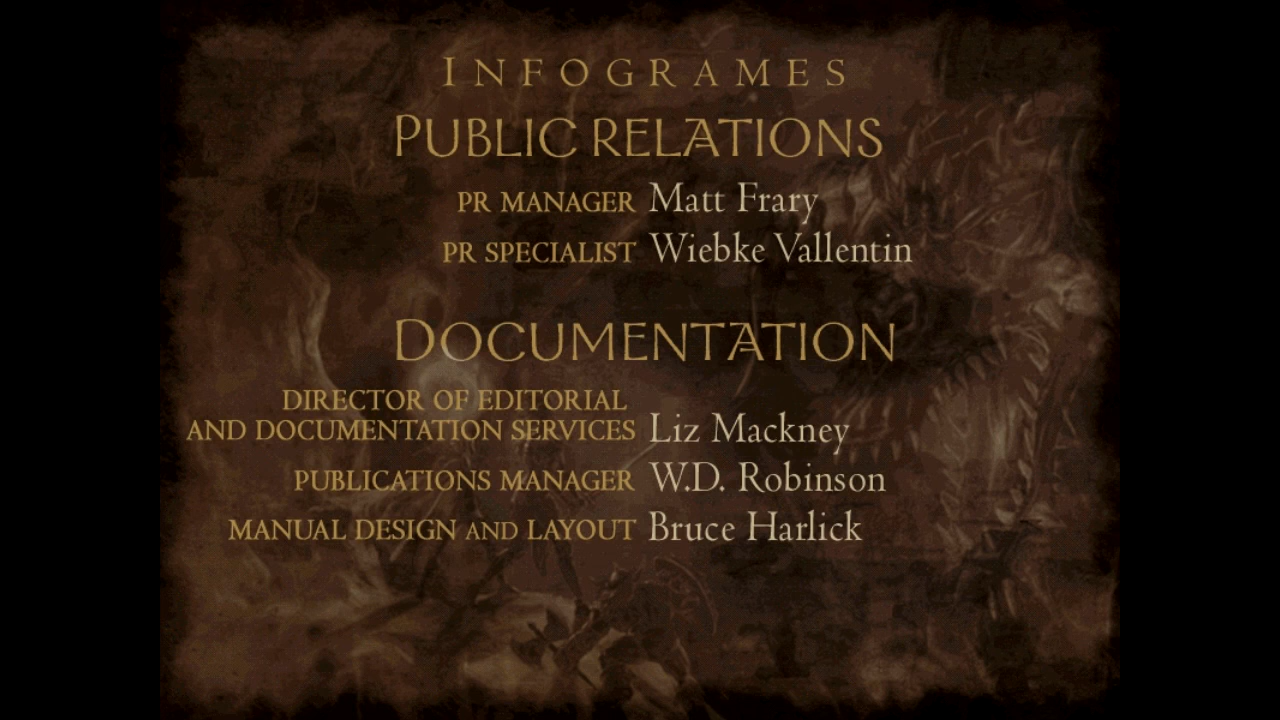 INFOGRAMES
PUBLIC RELATIONS
PR MANAGER Matt Frary
PR SPECIALIST Wiebke Vallentin
DOCUMENTATION
DIRECTOR OF EDITORIAL
AND DOCUMENTATION SERVICES Liz Mackney
PUBLICATIONS MANAGER W.D. Robinson
MANUAL DESIGN AND LAYOUT Bruce Harlick